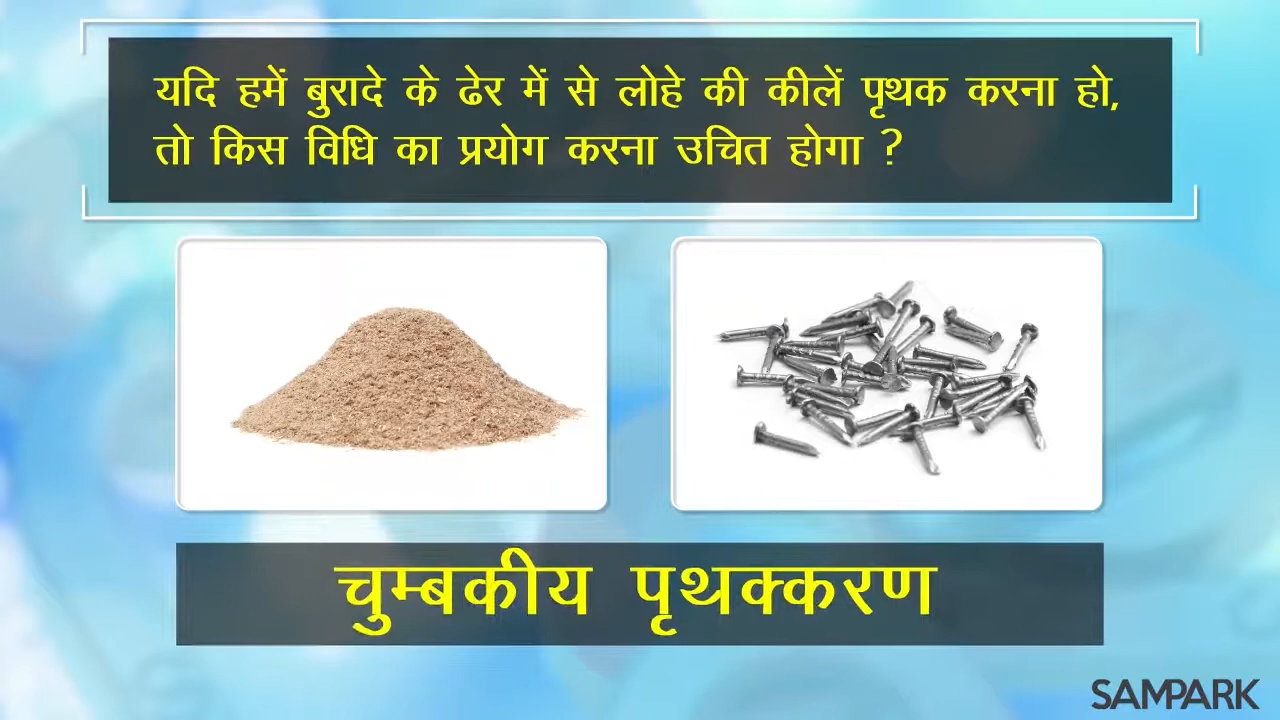 यदि हमें बुरादे के ढेर में से लोहे की कीलें पृथक करना हो,
तो किस विधि का प्रयोग करना उचित होगा ?
चुम्बकीय पृथक्करण
SAMPARK